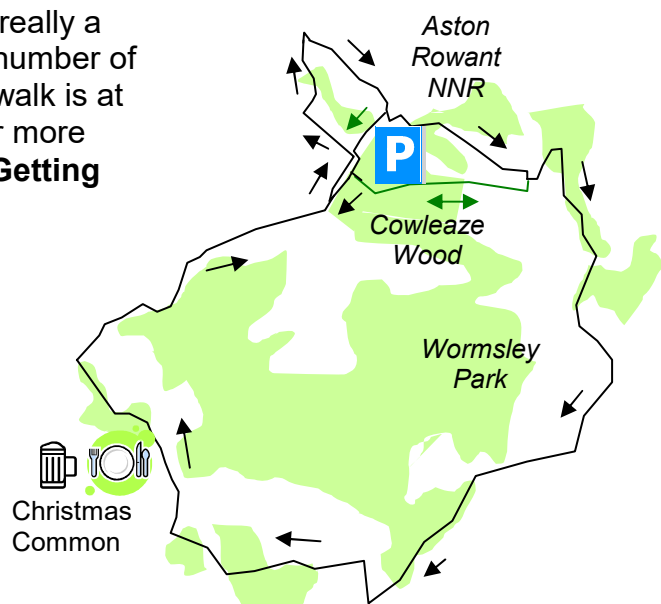 really a
number of
walk is at
r more
Getting
Aston
Rowant
NNR
P
Cowleaze
Wood
Wormsley
Park
Christmas
Common